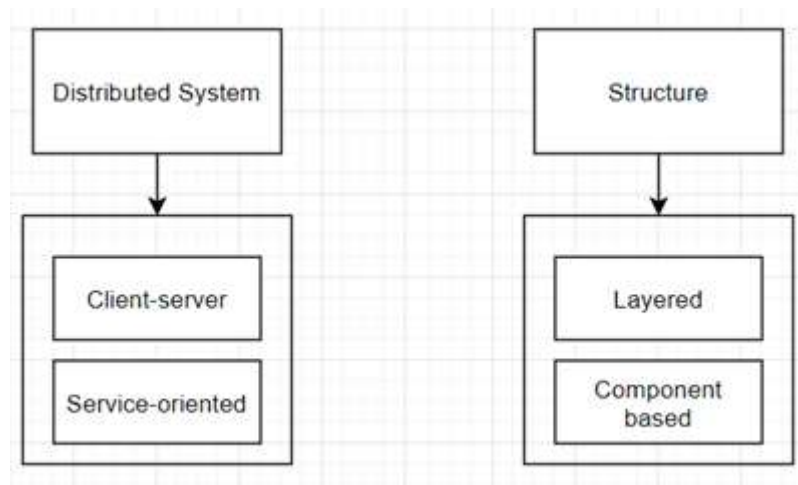 Distributed System
Structure
Client-server
Layered
Service-oriented
Component
based